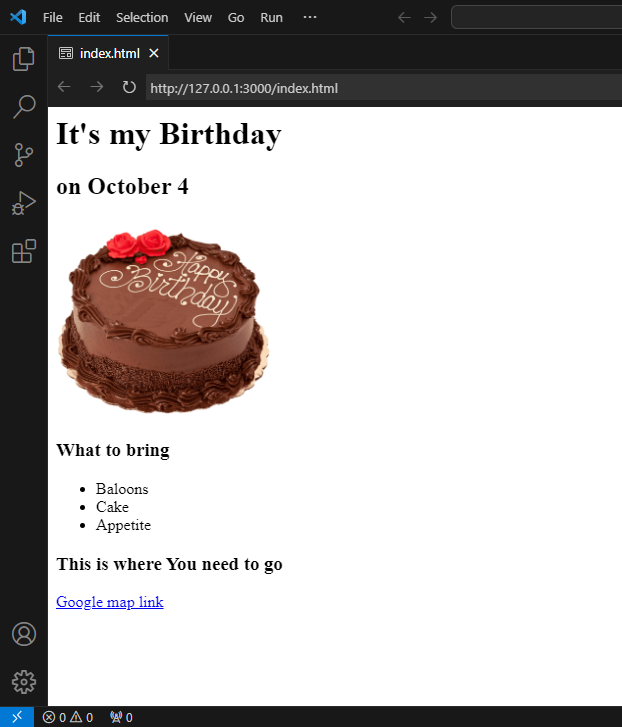 File Edit Selection View Go Run ···
index.html
http://127.0.0.1:3000/index.html
It's my Birthday
on October 4
Happy
Birthday!
What to bring
Baloons
Cake
Appetite
This is where You need to go
Google map link
0 0 0